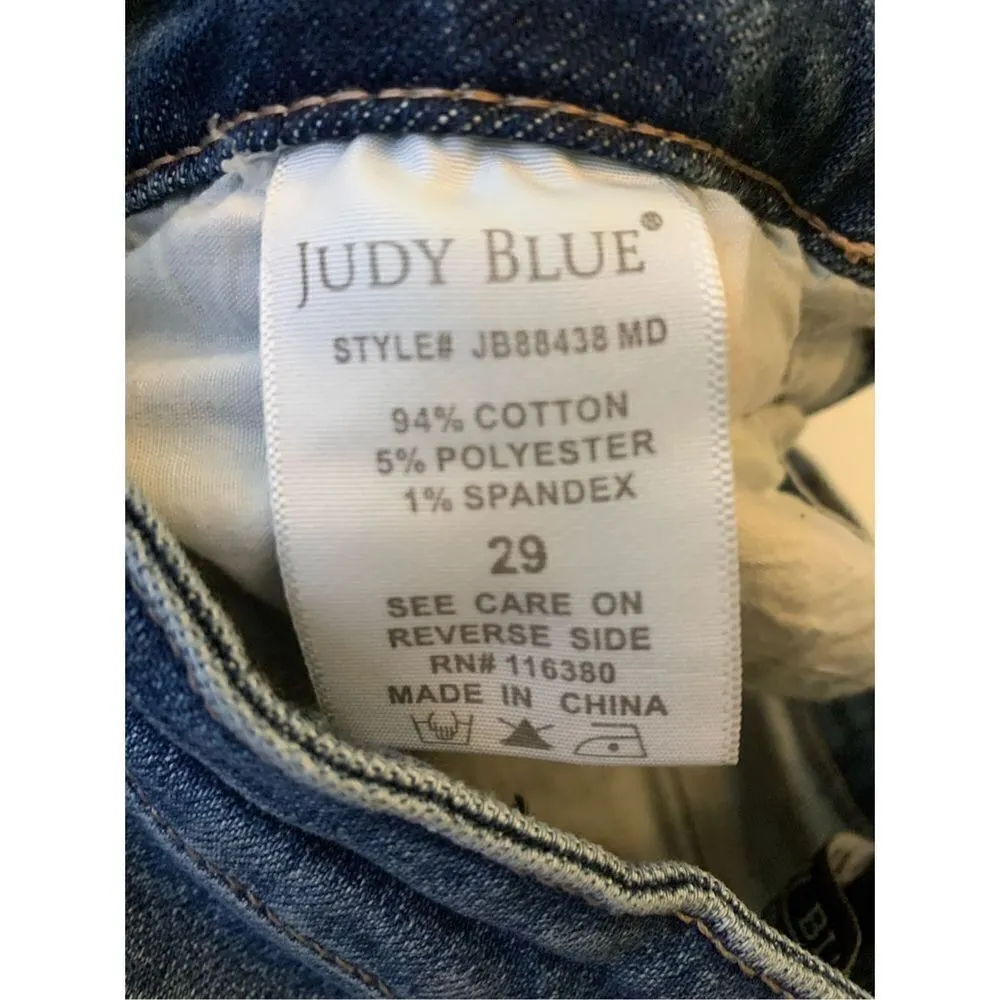 JUDY BLUE®
STYLE# JB88438 MD
94% COTTON
5% POLYESTER
1% SPANDEX
29
SEE CARE ON
REVERSE SIDE
RN# 116380
MADE IN CHINA